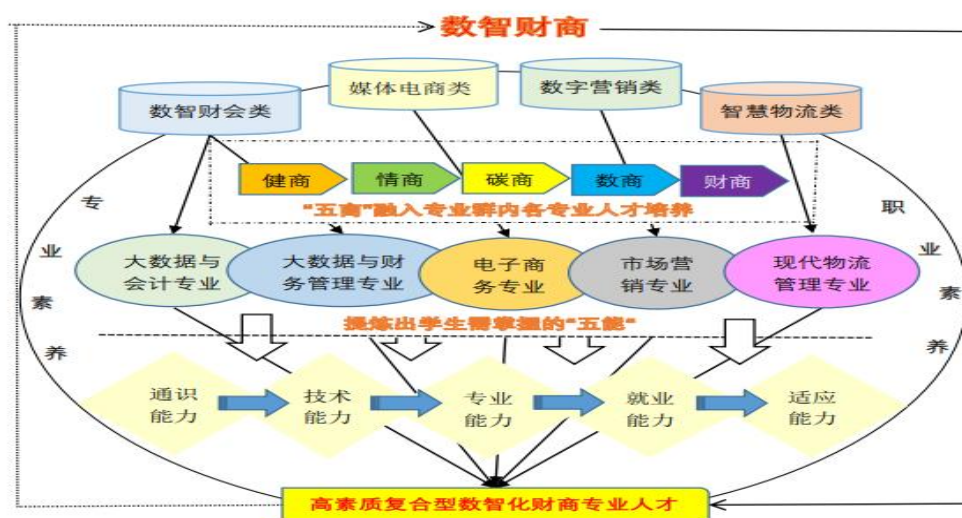 数智财商
数智财会类
媒体电商类
数字营销类
智慧物流类
健商
情商
碳商
数商
财商
"五商"融入专业群内各专业人才培养
专业素养
职业素养
大数据与
会计专业
大数据与财
务管理专业
电子商
务专业
市场营
销专业
现代物流
管理专业
提炼出学生需掌握的"五能"
通识
能力
技术
能力
专业
能力
就业
能力
适应
能力
高素质复合型数智化财商专业人才